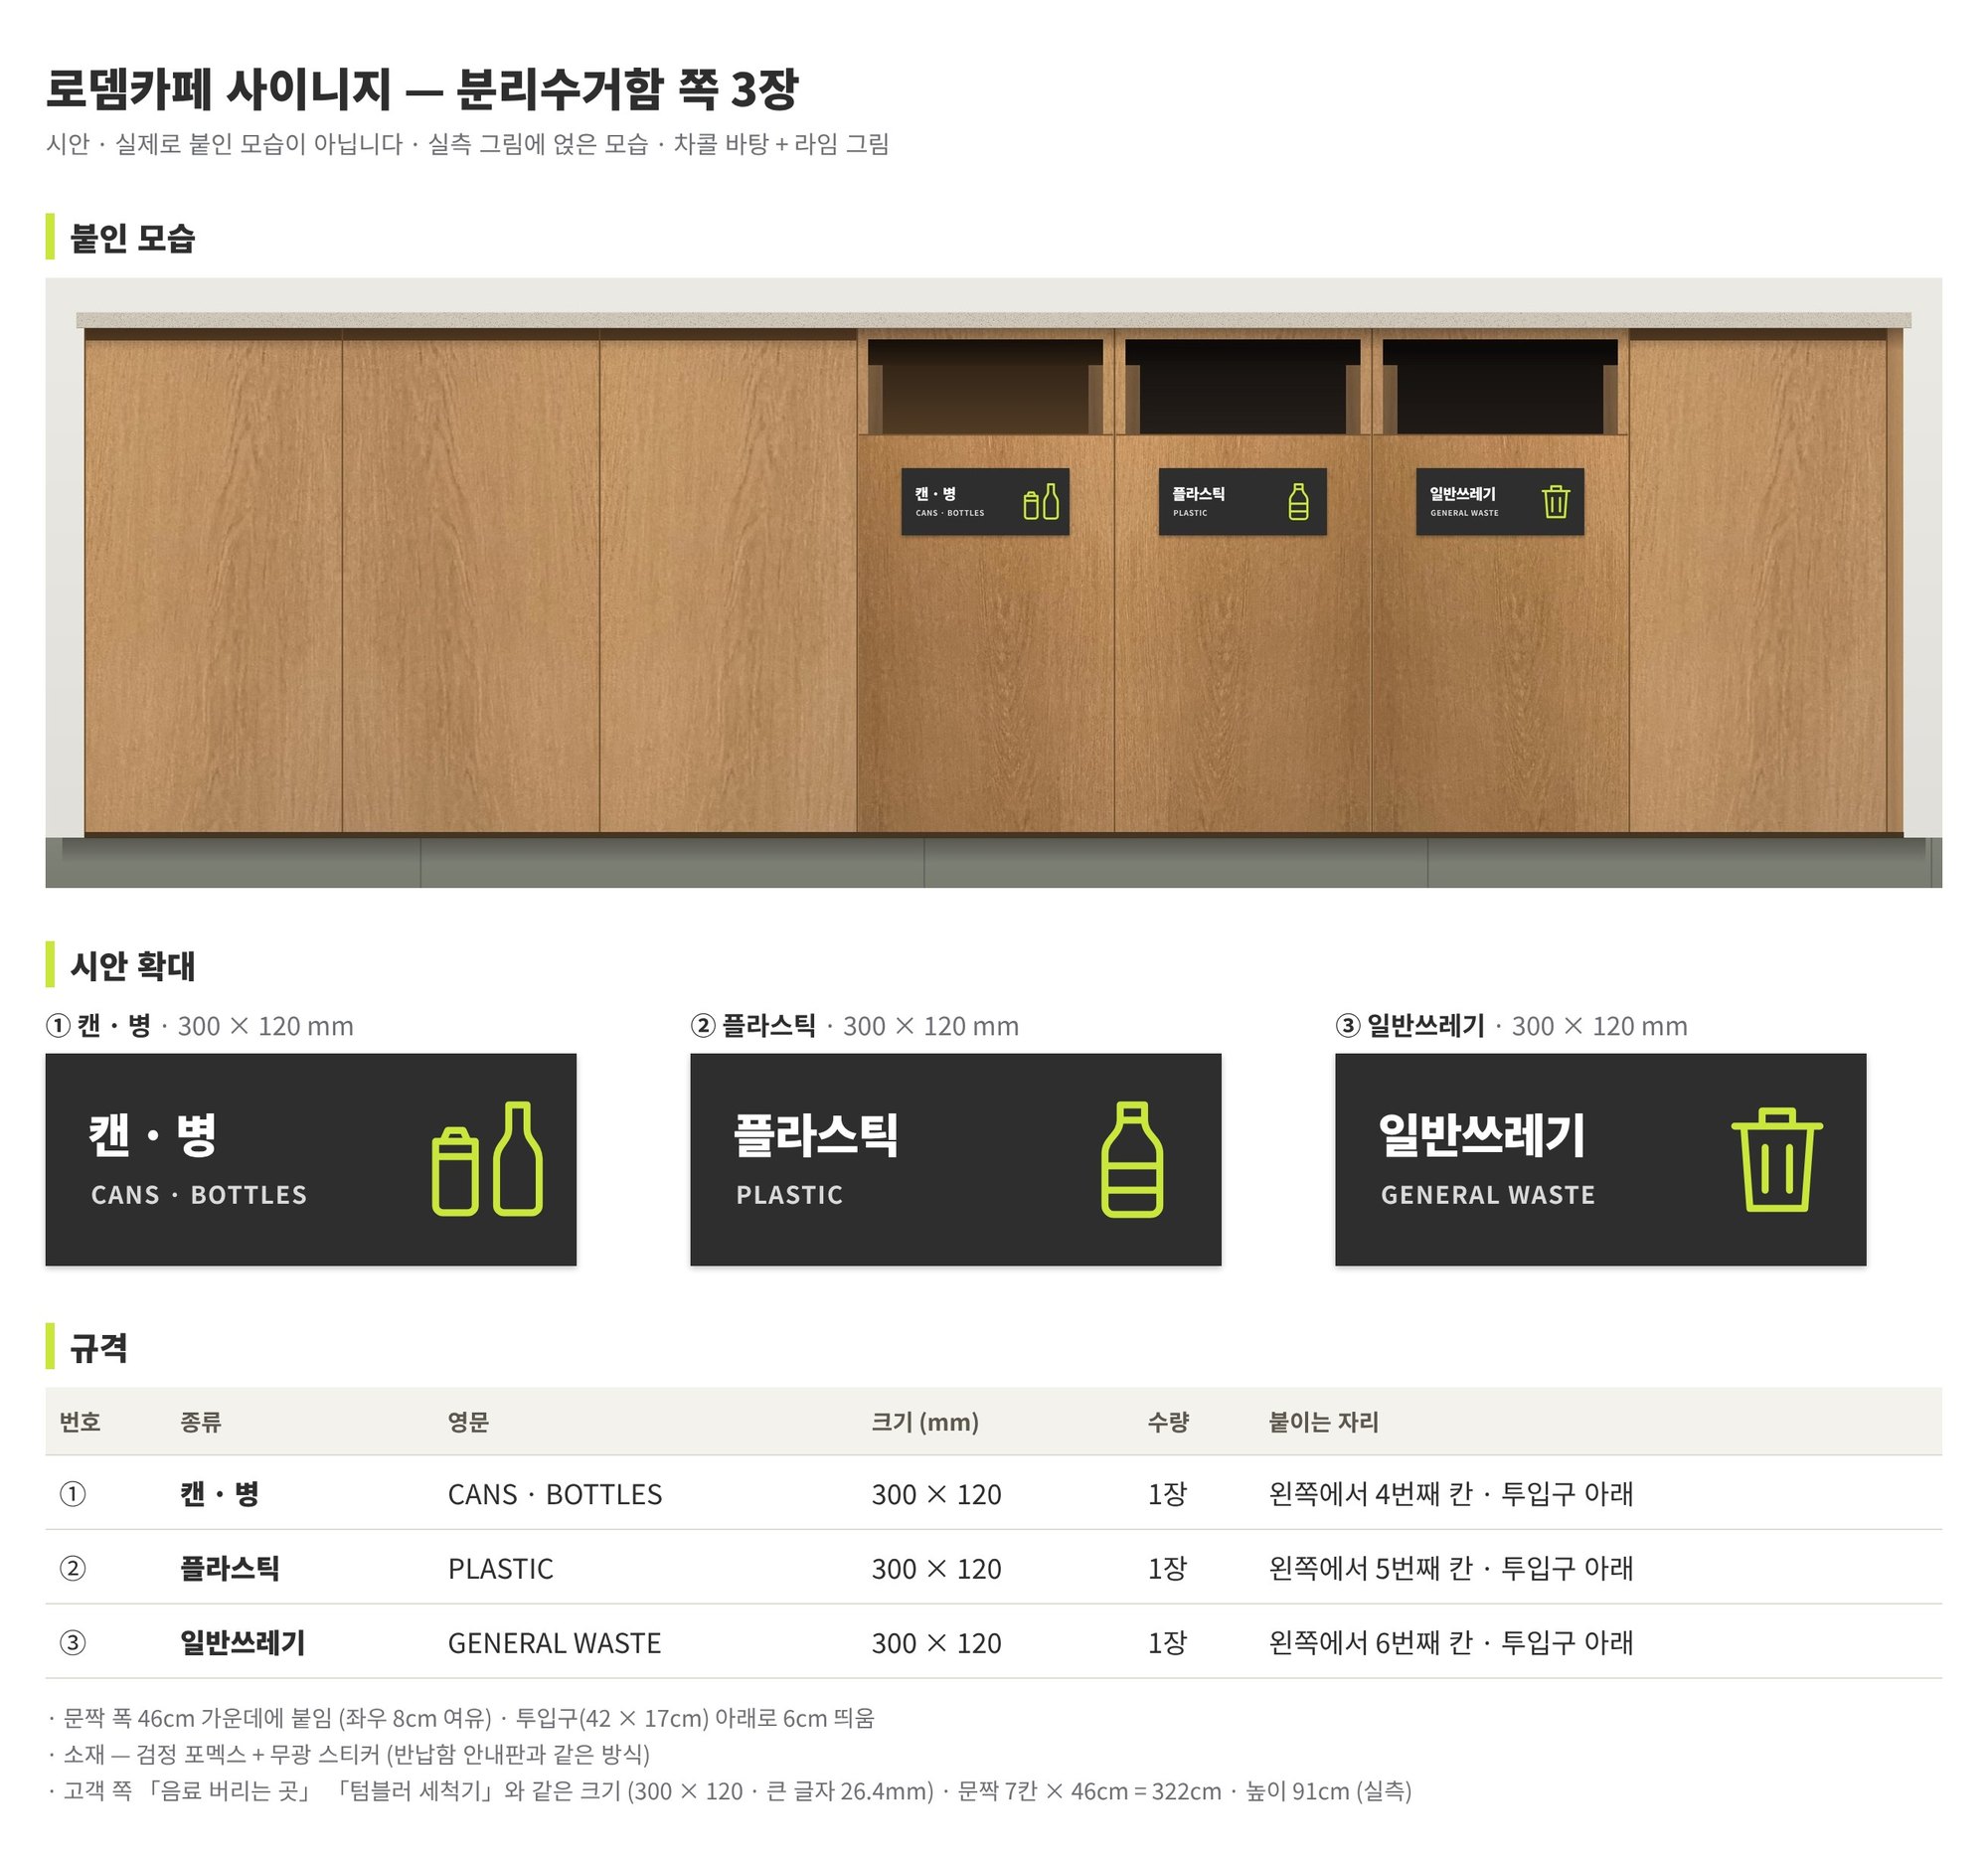 로뎀카페 사이니지 — 분리수거함 쪽 3장
시안 · 실제로 붙인 모습이 아닙니다 · 실측 그림에 얹은 모습 · 차콜 바탕 + 라임 그림
붙인 모습
캔 · 병
CANS · BOTTLES
플라스틱
PLASTIC
일반쓰레기
GENERAL WASTE
시안 확대
① 캔 · 병 · 300 × 120 mm
② 플라스틱 · 300 × 120 mm
③ 일반쓰레기 · 300 × 120 mm
캔 · 병
CANS · BOTTLES
플라스틱
PLASTIC
일반쓰레기
GENERAL WASTE
규격
번호 종류 영문 크기 (mm) 수량 붙이는 자리
① 캔 · 병 CANS · BOTTLES 300 × 120 1장 왼쪽에서 4번째 칸 · 투입구 아래
② 플라스틱 PLASTIC 300 × 120 1장 왼쪽에서 5번째 칸 · 투입구 아래
③ 일반쓰레기 GENERAL WASTE 300 × 120 1장 왼쪽에서 6번째 칸 · 투입구 아래
· 문짝 폭 46cm 가운데에 붙임 (좌우 8cm 여유) · 투입구(42 × 17cm) 아래로 6cm 띄움
· 소재 — 검정 포멕스 + 무광 스티커 (반납함 안내판과 같은 방식)
· 고객 쪽 「음료 버리는 곳」 「텀블러 세척기」와 같은 크기 (300 × 120 · 큰 글자 26.4mm) · 문짝 7칸 × 46cm = 322cm · 높이 91cm (실측)